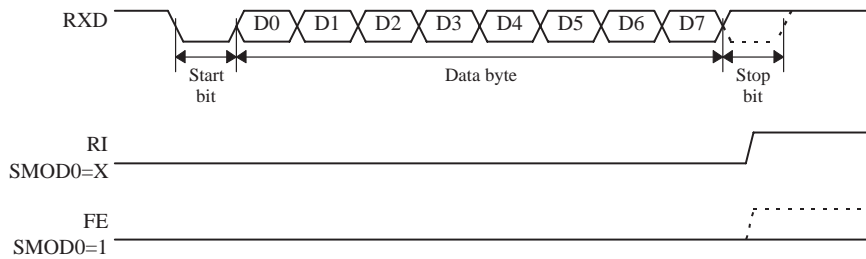 RXD
D0 D1 D2 D3 D4 D5 D6 D7
Start
bit
Data byte
Stop
bit
RI
SMOD0=X
FE
SMOD0=1